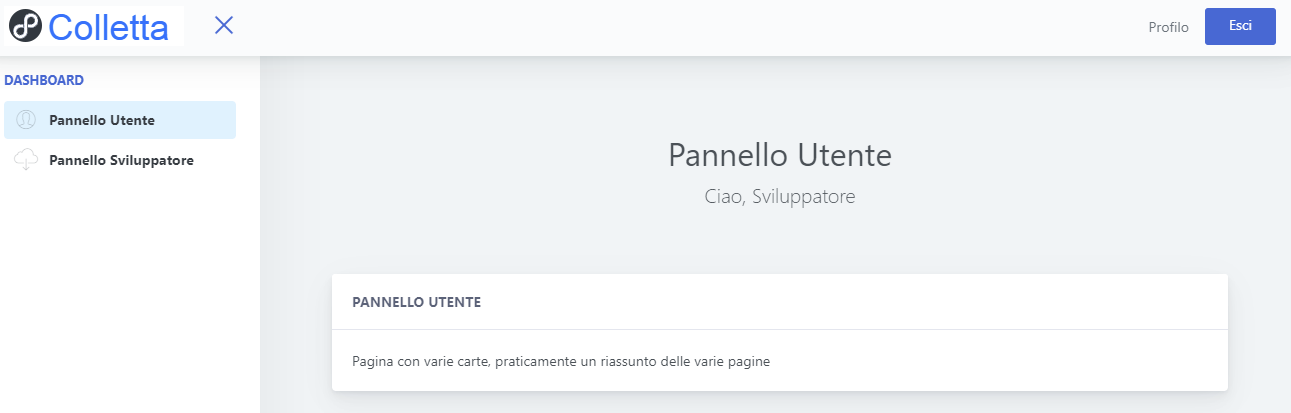 Colletta
Profilo
Esci
DASHBOARD
Pannello Utente
Pannello Sviluppatore
Pannello Utente
Ciao, Sviluppatore
PANNELLO UTENTE
Pagina con varie carte, praticamente un riassunto delle varie pagine